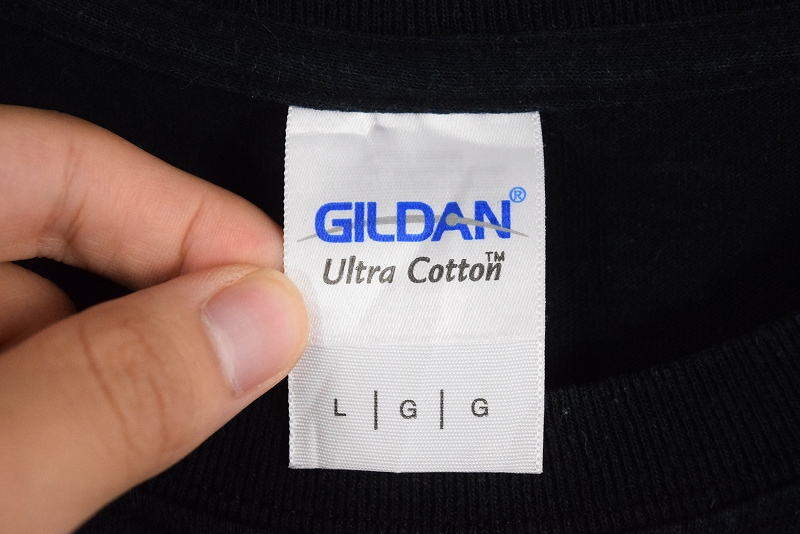 GILDAN®
Ultra Cotton™
L | G | G